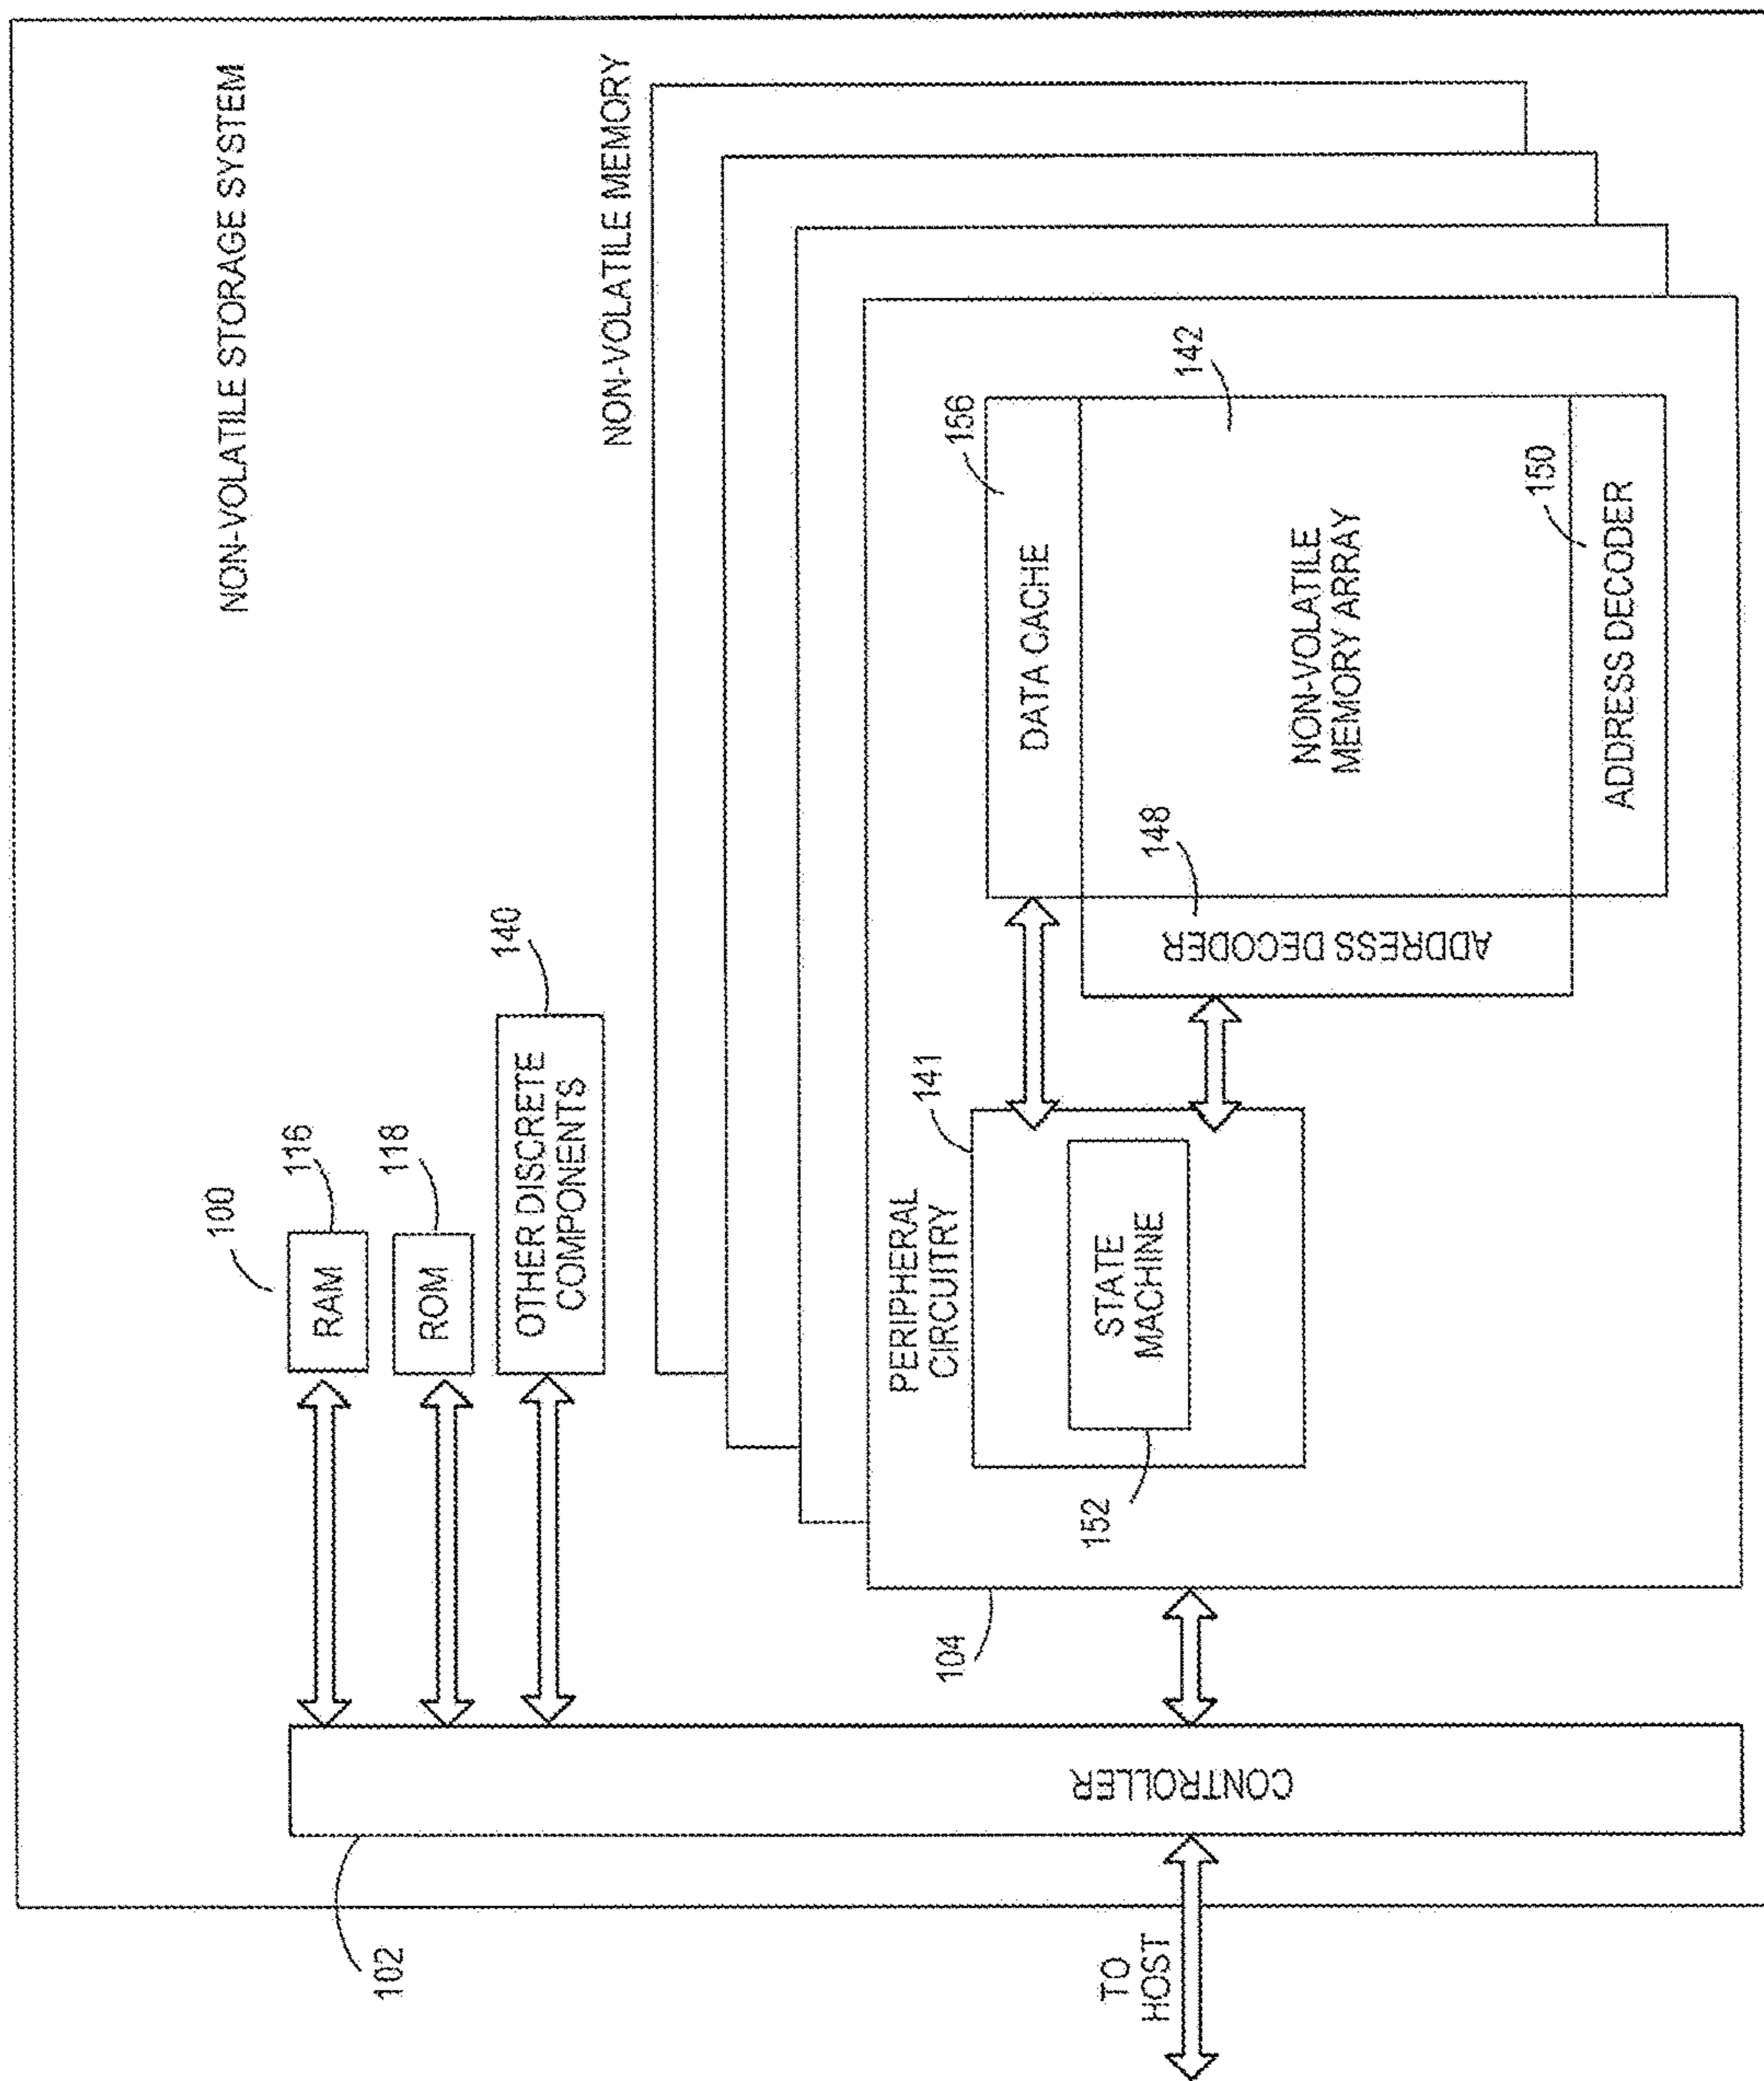 NON-VOLATILE STORAGE SYSTEM
100
RAM
116
ROM
118
OTHER DISCRETE
COMPONENTS
140
NON-VOLATILE MEMORY
102
CONTROLLER
TO
HOST
104
PERIPHERAL
CIRCUITRY
141
STATE
MACHINE
152
DATA CACHE
156
ADDRESS DECODER
148
NON-VOLATILE
MEMORY ARRAY
142
ADDRESS DECODER
150